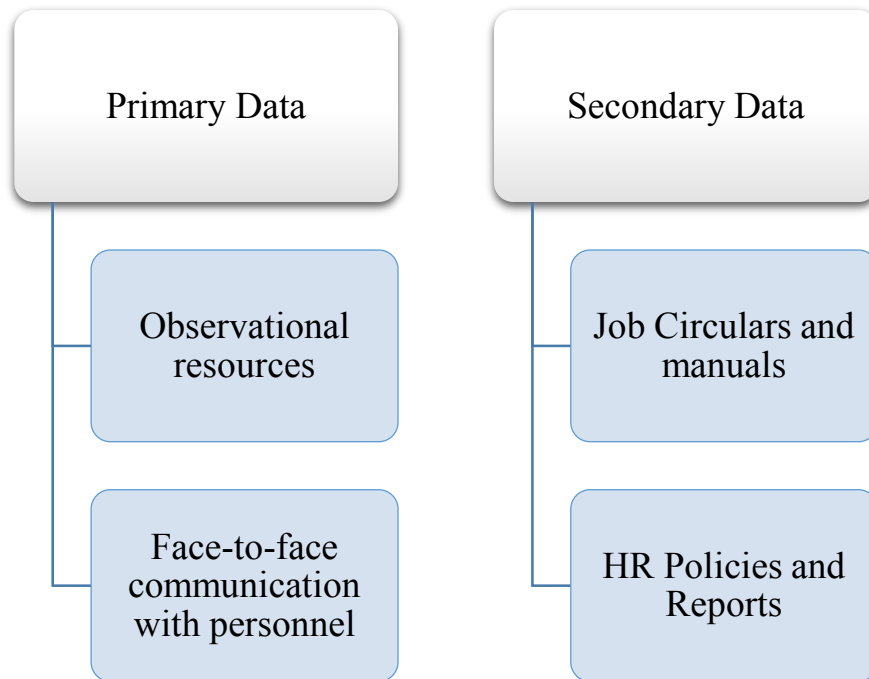 Primary Data
Observational
resources
Face-to-face
communication
with personnel
Secondary Data
Job Circulars and
manuals
HR Policies and
Reports